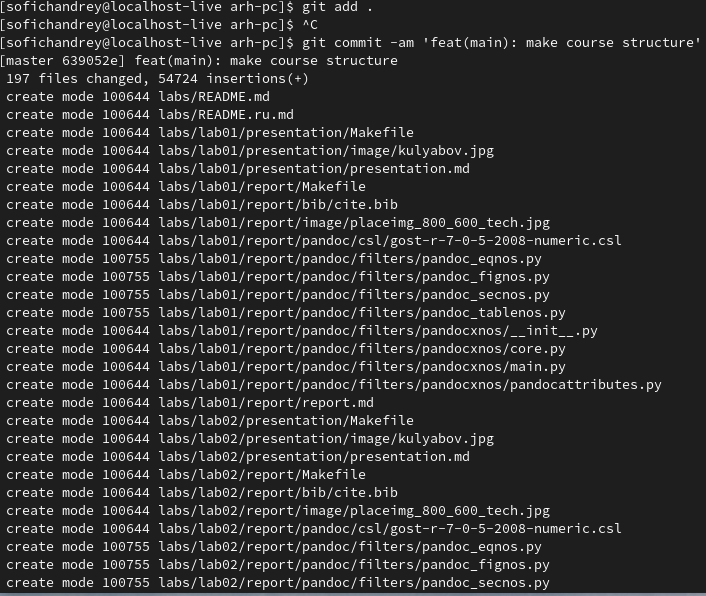 [sofichandrey@localhost-live arh-pc]$ git add .
[sofichandrey@localhost-live arh-pc]$ ^C
[sofichandrey@localhost-live arh-pc]$ git commit -am 'feat(main): make course structure'
[master 639052e] feat(main): make course structure
 197 files changed, 54724 insertions(+)
 create mode 100644 labs/README.md
 create mode 100644 labs/README.ru.md
 create mode 100644 labs/lab01/presentation/Makefile
 create mode 100644 labs/lab01/presentation/image/kulyabov.jpg
 create mode 100644 labs/lab01/presentation/presentation.md
 create mode 100644 labs/lab01/report/Makefile
 create mode 100644 labs/lab01/report/bib/cite.bib
 create mode 100644 labs/lab01/report/image/placeimg_800_600_tech.jpg
 create mode 100644 labs/lab01/report/pandoc/csl/gost-r-7-0-5-2008-numeric.csl
 create mode 100755 labs/lab01/report/pandoc/filters/pandoc_eqnos.py
 create mode 100755 labs/lab01/report/pandoc/filters/pandoc_fignos.py
 create mode 100755 labs/lab01/report/pandoc/filters/pandoc_secnos.py
 create mode 100755 labs/lab01/report/pandoc/filters/pandoc_tablenos.py
 create mode 100644 labs/lab01/report/pandoc/filters/pandocxnos/__init__.py
 create mode 100644 labs/lab01/report/pandoc/filters/pandocxnos/core.py
 create mode 100644 labs/lab01/report/pandoc/filters/pandocxnos/main.py
 create mode 100644 labs/lab01/report/pandoc/filters/pandocxnos/pandocattributes.py
 create mode 100644 labs/lab01/report/report.md
 create mode 100644 labs/lab02/presentation/Makefile
 create mode 100644 labs/lab02/presentation/image/kulyabov.jpg
 create mode 100644 labs/lab02/presentation/presentation.md
 create mode 100644 labs/lab02/report/Makefile
 create mode 100644 labs/lab02/report/bib/cite.bib
 create mode 100644 labs/lab02/report/image/placeimg_800_600_tech.jpg
 create mode 100644 labs/lab02/report/pandoc/csl/gost-r-7-0-5-2008-numeric.csl
 create mode 100755 labs/lab02/report/pandoc/filters/pandoc_eqnos.py
 create mode 100755 labs/lab02/report/pandoc/filters/pandoc_fignos.py
 create mode 100755 labs/lab02/report/pandoc/filters/pandoc_secnos.py